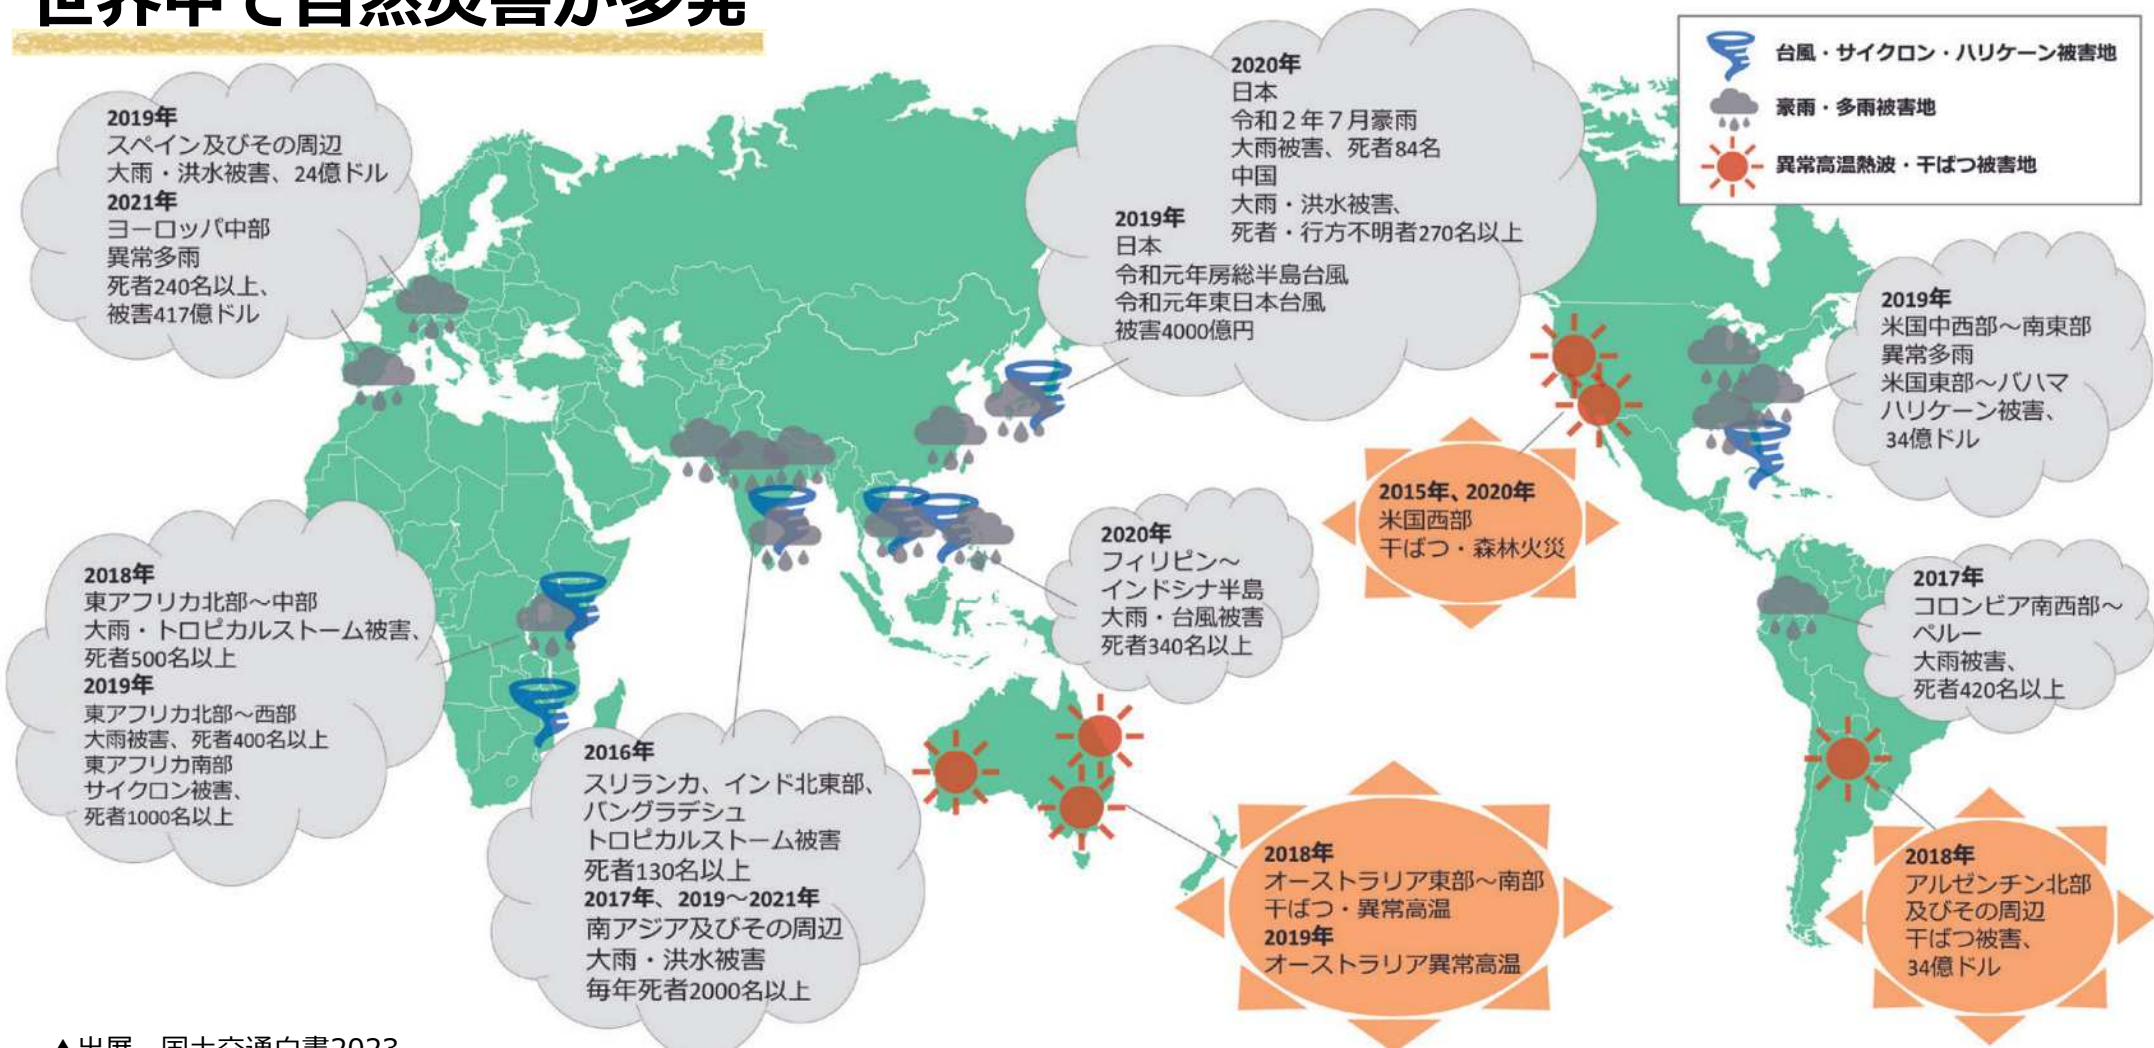 世界中で自然災害が多発
台風・サイクロン・ハリケーン被害地
豪雨・多雨被害地
異常高温熱波・干ばつ被害地
2019年
スペイン及びその周辺
大雨・洪水被害、24億ドル
2021年
ヨーロッパ中部
異常多雨
死者240名以上、
被害417億ドル
2020年
日本
令和２年７月豪雨
大雨被害、死者84名
中国
大雨・洪水被害、
死者・行方不明者270名以上
2019年
日本
令和元年房総半島台風
令和元年東日本台風
被害4000億円
2019年
米国中西部～南東部
異常多雨
米国東部～バハマ
ハリケーン被害、
34億ドル
2015年、2020年
米国西部
干ばつ・森林火災
2020年
フィリピン～
インドシナ半島
大雨・台風被害
死者340名以上
2017年
コロンビア南西部～
ペルー
大雨被害、
死者420名以上
2018年
東アフリカ北部～中部
大雨・トロピカルストーム被害、
死者500名以上
2019年
東アフリカ北部～西部
大雨被害、死者400名以上
東アフリカ南部
サイクロン被害、
死者1000名以上
2016年
スリランカ、インド北東部、
バングラデシュ
トロピカルストーム被害
死者130名以上
2017年、2019～2021年
南アジア及びその周辺
大雨・洪水被害
毎年死者2000名以上
2018年
オーストラリア東部～南部
干ばつ・異常高温
2019年
オーストラリア異常高温
2018年
アルゼンチン北部
及びその周辺
干ばつ被害、
34億ドル
▲出展　国土交通白書2023